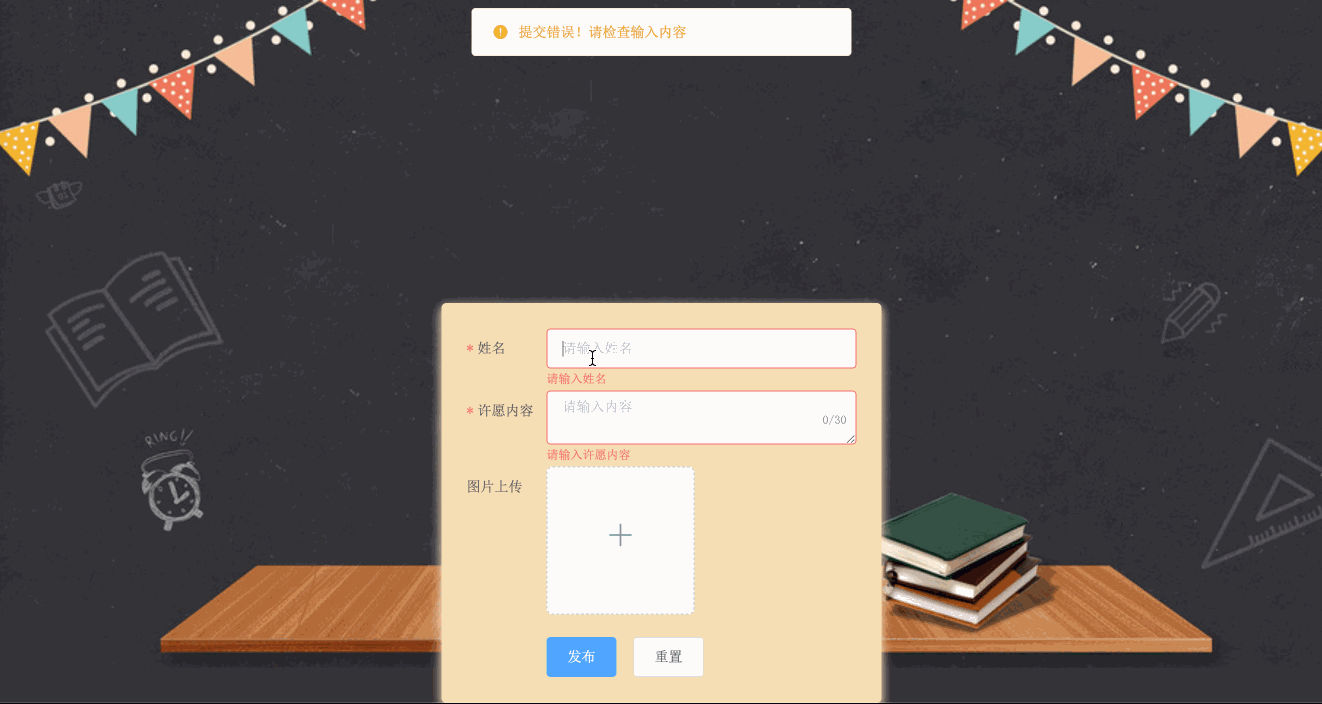 提交错误！请检查输入内容
RING!!
* 姓名
请输入姓名
请输入姓名
* 许愿内容
请输入内容
0/30
请输入许愿内容
图片上传
发布
重置